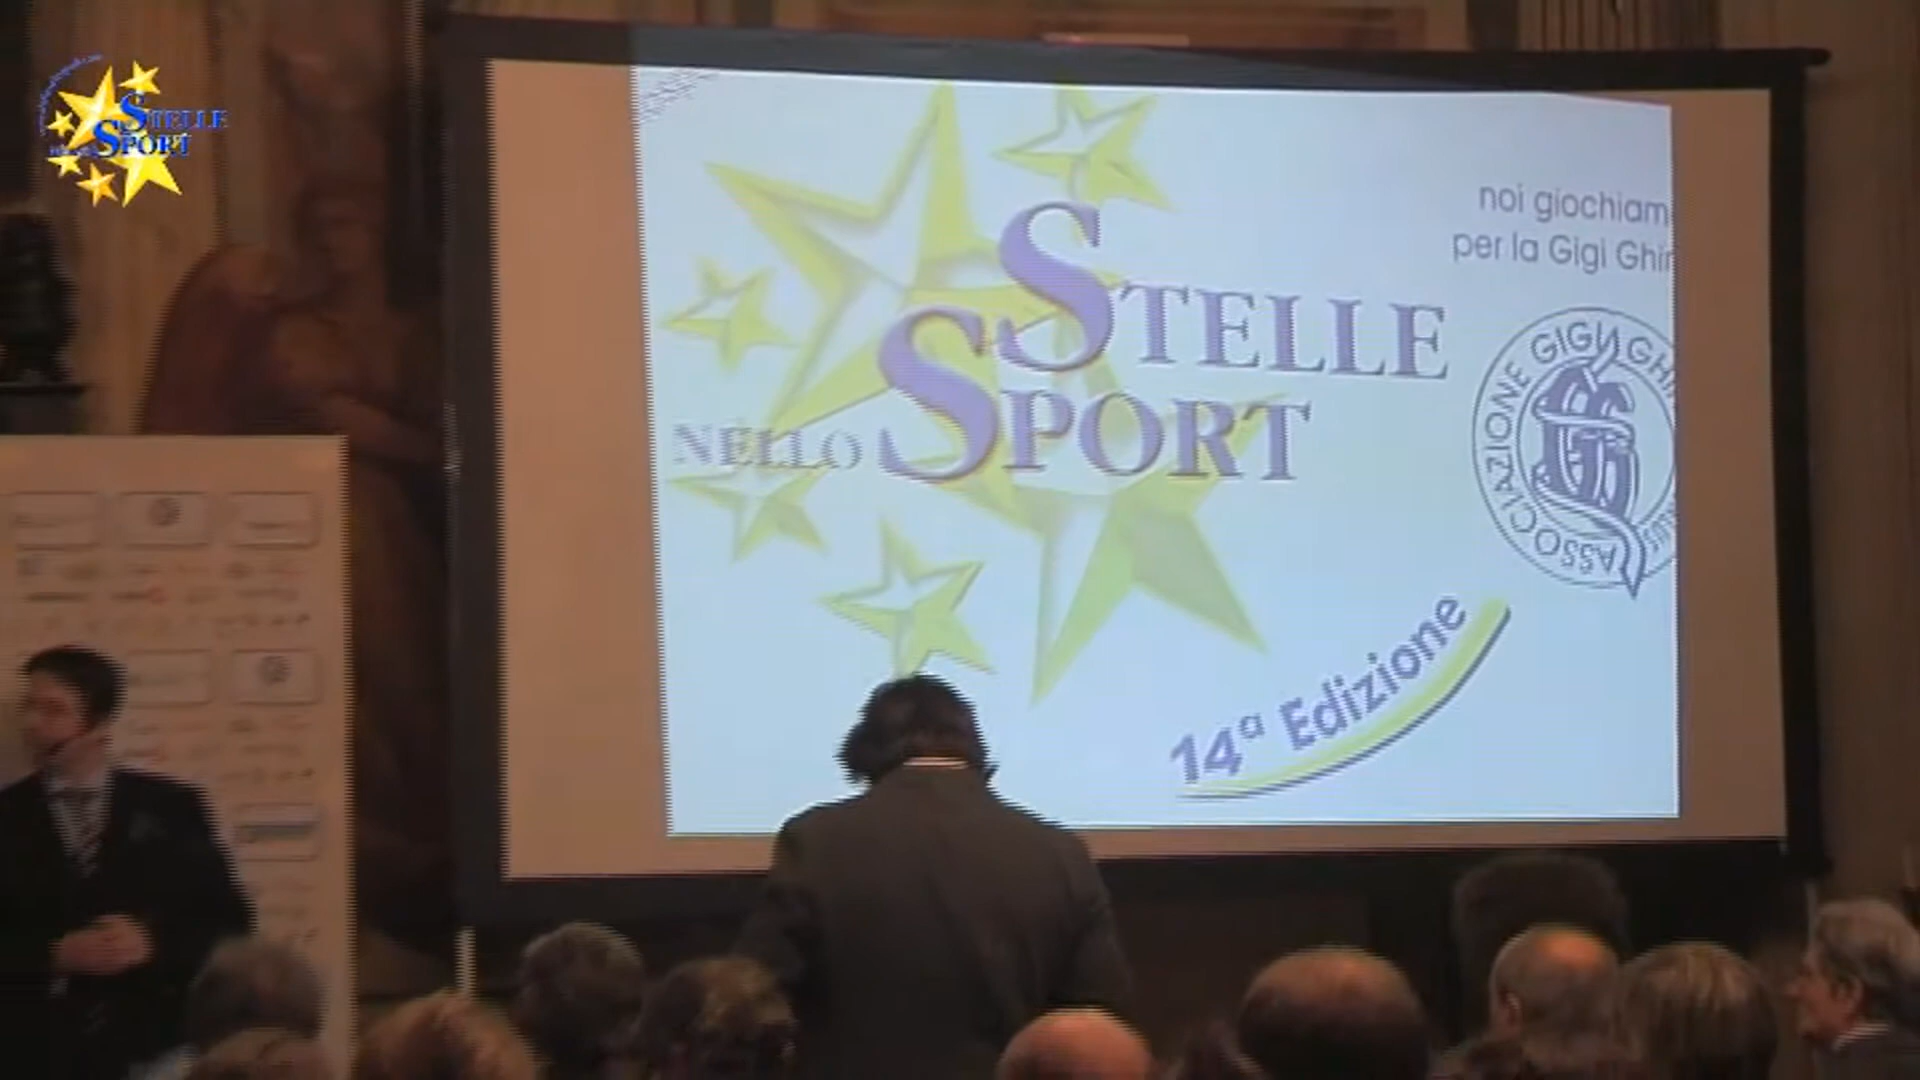 STELLE
SPORT
noi giochiam
per la Gigi Ghir
STELLE
NELLO SPORT
ASSOCIAZIONE GIGI GHI
14ª Edizione